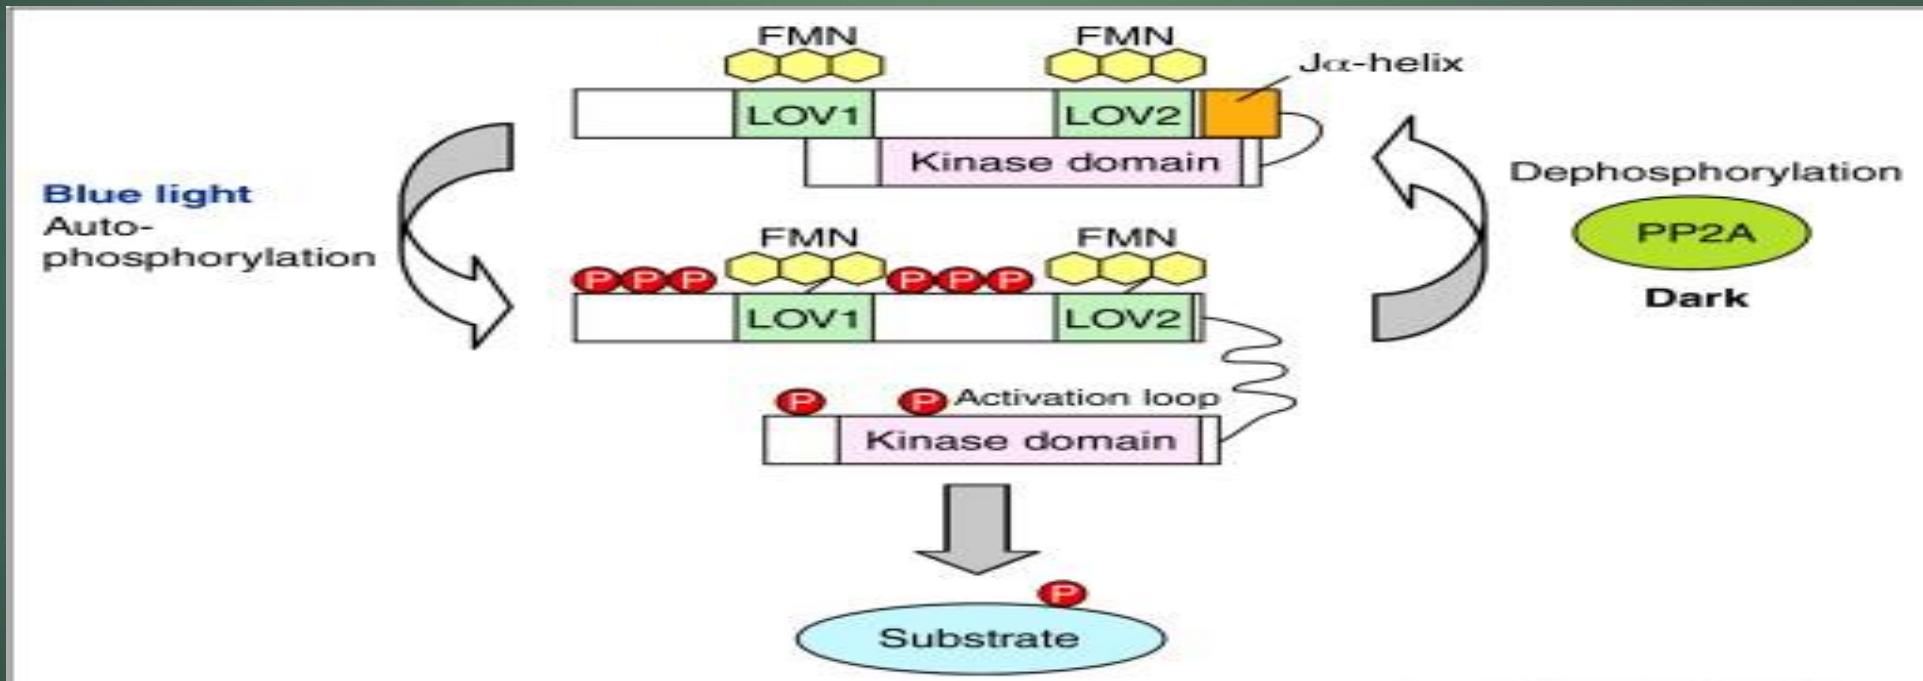 FMN
FMN
Jα-helix
LOV1
LOV2
Kinase domain
Blue light
Auto-
phosphorylation
Dephosphorylation
PP2A
Dark
FMN
FMN
P P P
P P P
LOV1
LOV2
P
P
Activation loop
Kinase domain
P
Substrate